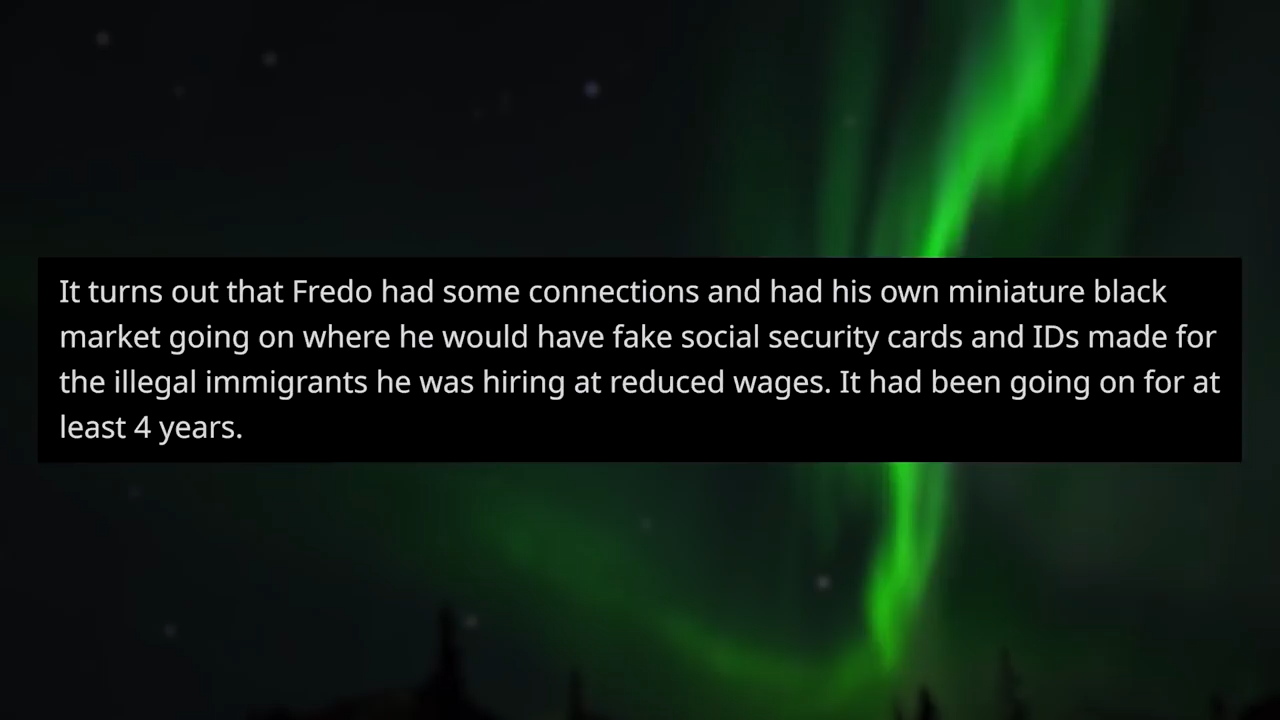 It turns out that Fredo had some connections and had his own miniature black
market going on where he would have fake social security cards and IDs made for
the illegal immigrants he was hiring at reduced wages. It had been going on for at
least 4 years.